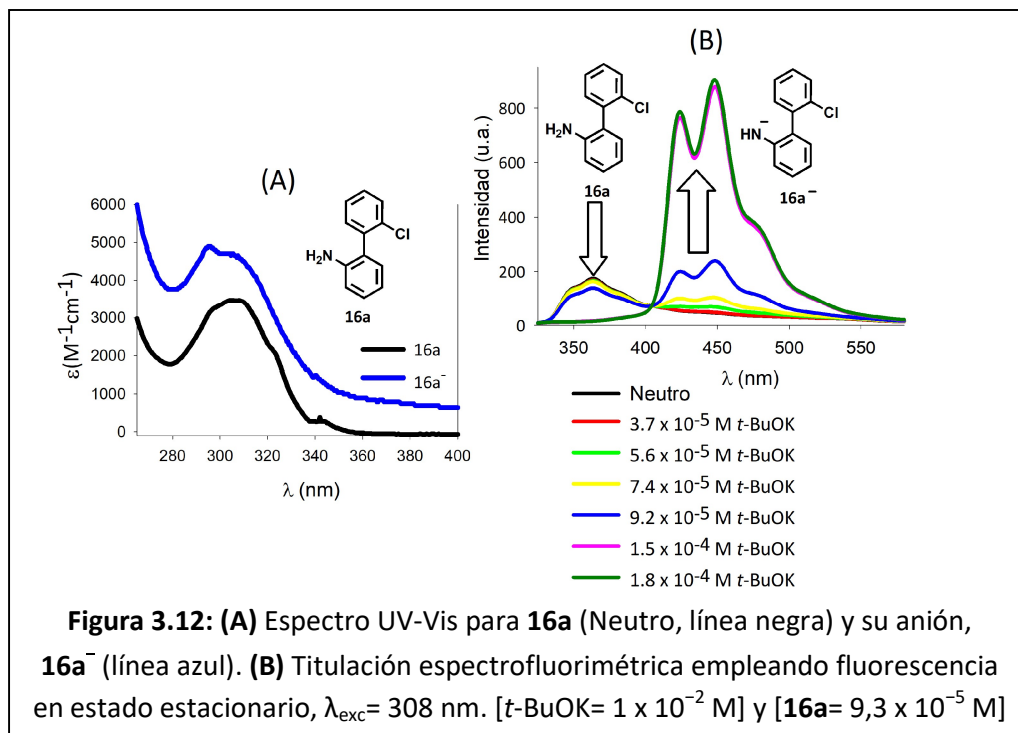 (A)
6000
5000
4000
3000
2000
1000
0
ε(M⁻¹cm⁻¹)
280 300 320 340 360 380 400
λ (nm)
Cl
H₂N
16a
16a
16a⁻
(B)
800
600
400
200
0
Intensidad (u.a.)
350 400 450 500 550
λ (nm)
Cl
H₂N
16a
Cl
HN⁻
16a⁻
Neutro
3.7 x 10⁻⁵ M t-BuOK
5.6 x 10⁻⁵ M t-BuOK
7.4 x 10⁻⁵ M t-BuOK
9.2 x 10⁻⁵ M t-BuOK
1.5 x 10⁻⁴ M t-BuOK
1.8 x 10⁻⁴ M t-BuOK
Figura 3.12: (A) Espectro UV-Vis para 16a (Neutro, línea negra) y su anión,
16a⁻ (línea azul). (B) Titulación espectrofluorimétrica empleando fluorescencia
en estado estacionario, λexc= 308 nm. [t-BuOK= 1 x 10⁻² M] y [16a= 9,3 x 10⁻⁵ M]